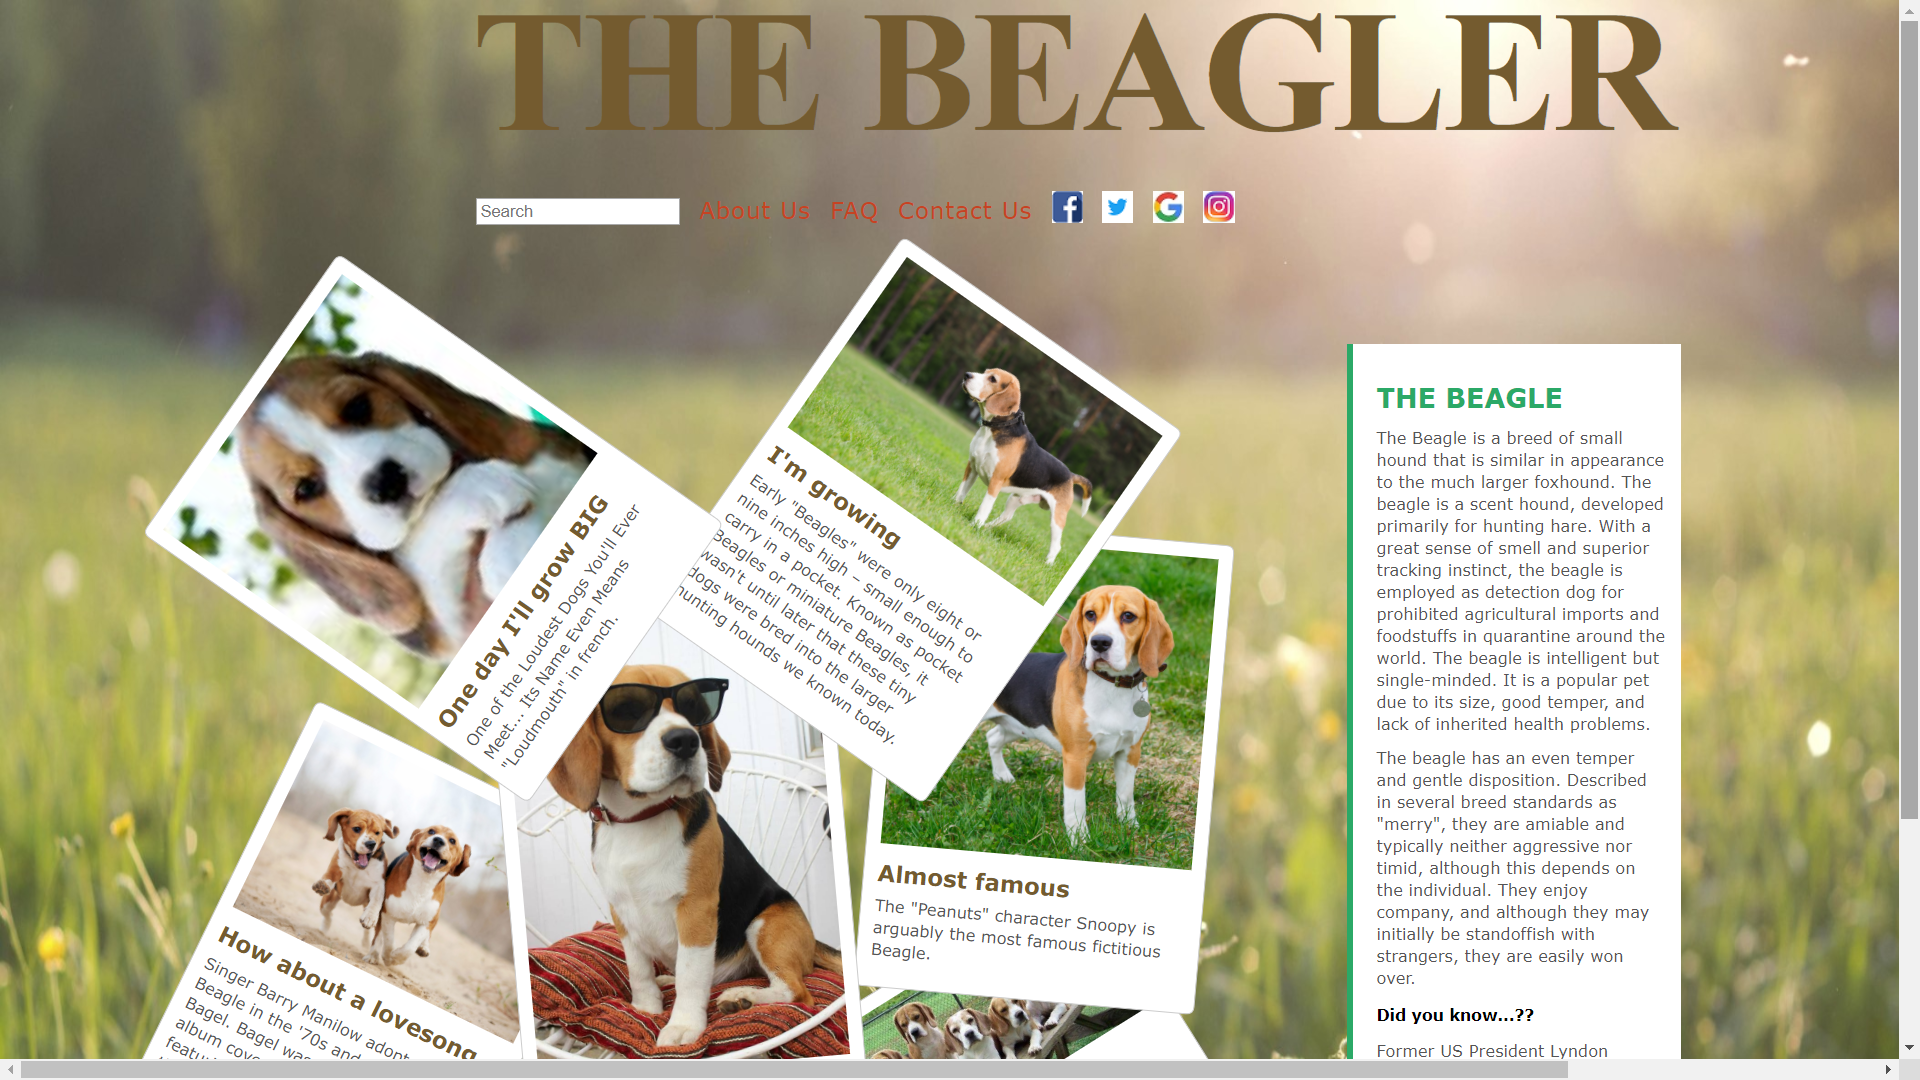 THE BEAGLER
Search
About Us FAQ Contact Us
One day I'll grow BIG
One of the Loudest Dogs You'll Ever
Meet... Its Name Even Means
"Loudmouth" in french.
I'm growing
Early "Beagles" were only eight or
nine inches high – small enough to
carry in a pocket. Known as pocket
Beagles or miniature Beagles, it
wasn't until later that these tiny
dogs were bred into the larger
hunting hounds we known today.
Almost famous
The "Peanuts" character Snoopy is
arguably the most famous fictitious
Beagle.
How about a lovesong
Singer Barry Manilow adopt
Beagle in the '70s and
Bagel. Bagel was
album cov
featu
THE BEAGLE
The Beagle is a breed of small
hound that is similar in appearance
to the much larger foxhound. The
beagle is a scent hound, developed
primarily for hunting hare. With a
great sense of smell and superior
tracking instinct, the beagle is
employed as detection dog for
prohibited agricultural imports and
foodstuffs in quarantine around the
world. The beagle is intelligent but
single-minded. It is a popular pet
due to its size, good temper, and
lack of inherited health problems.
The beagle has an even temper
and gentle disposition. Described
in several breed standards as
"merry", they are amiable and
typically neither aggressive nor
timid, although this depends on
the individual. They enjoy
company, and although they may
initially be standoffish with
strangers, they are easily won
over.
Did you know...??
Former US President Lyndon